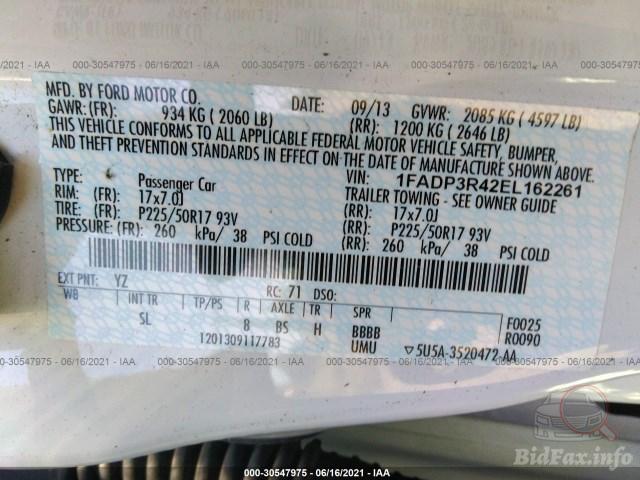 000-30547975 - 06/16/2021 - IAA
MFD. BY FORD MOTOR CO. DATE: 09/13 GVWR: 2085 KG ( 4597 LB)
GAWR: (FR): 934 KG ( 2060 LB) (RR): 1200 KG ( 2646 LB)
THIS VEHICLE CONFORMS TO ALL APPLICABLE FEDERAL MOTOR VEHICLE SAFETY, BUMPER,
AND THEFT PREVENTION STANDARDS IN EFFECT ON THE DATE OF MANUFACTURE SHOWN ABOVE.
VIN: 1FADP3R42EL162261
TYPE: Passenger Car TRAILER TOWING - SEE OWNER GUIDE
RIM: (FR): 17x7.0J (RR): 17x7.0J
TIRE: (FR): P225/50R17 93V (RR): P225/50R17 93V
PRESSURE: (FR): 260 kPa/ 38 PSI COLD (RR): 260 kPa/ 38 PSI COLD
EXT PNT: YZ RC: 71 DSO:
WB INT TR TP/PS R AXLE TR SPR F0025
SL 8 BS H BBBB R0090
1201309117783 UMU 5U5A-3520472-AA
000-30547975 - 06/16/2021 - IAA
BidFax.info